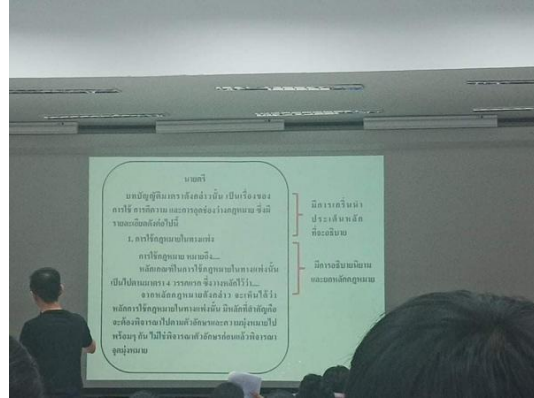 นายตรี
บทบัญญัติมาตราดังกล่าวนั้น เป็นเรื่องของ
การใช้ การตีความ และการอุดช่องว่างกฎหมาย ซึ่งมี
รายละเอียดดังต่อไปนี้
1. การใช้กฎหมายในทางแพ่ง
การใช้กฎหมาย หมายถึง...
หลักเกณฑ์ในการใช้กฎหมายในทางแพ่งนั้น
เป็นไปตามมาตรา 4 วรรคแรก ซึ่งวางหลักไว้ว่า...
จากหลักกฎหมายดังกล่าว จะเห็นได้ว่า
หลักการใช้กฎหมายในทางแพ่งนั้น มีหลักที่สำคัญคือ
จะต้องพิจารณาไปตามตัวอักษรและความมุ่งหมายไป
พร้อมๆ กัน ไม่ใช่พิจารณาตัวอักษรก่อนแล้วพิจารณา
จุดมุ่งหมาย
มีการเกริ่นนำ
ประเด็นหลัก
ที่จะอธิบาย
มีการอธิบายนิยาม
และยกหลักกฎหมาย